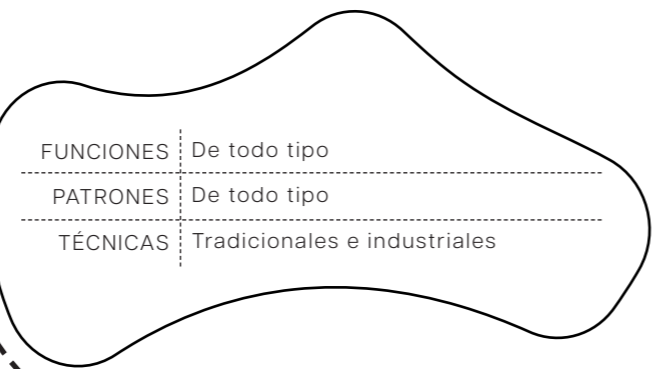 FUNCIONES De todo tipo
PATRONES De todo tipo
TÉCNICAS Tradicionales e industriales